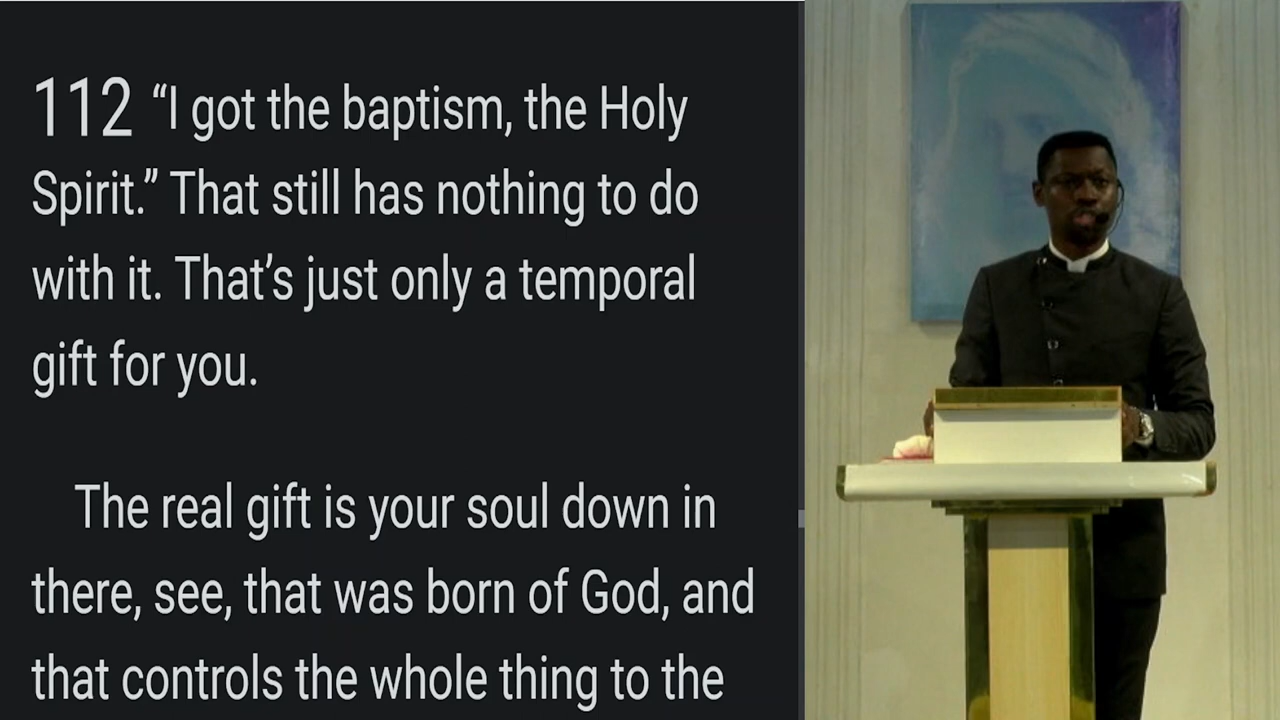 112 “I got the baptism, the Holy
Spirit.” That still has nothing to do
with it. That’s just only a temporal
gift for you.
The real gift is your soul down in
there, see, that was born of God, and
that controls the whole thing to the